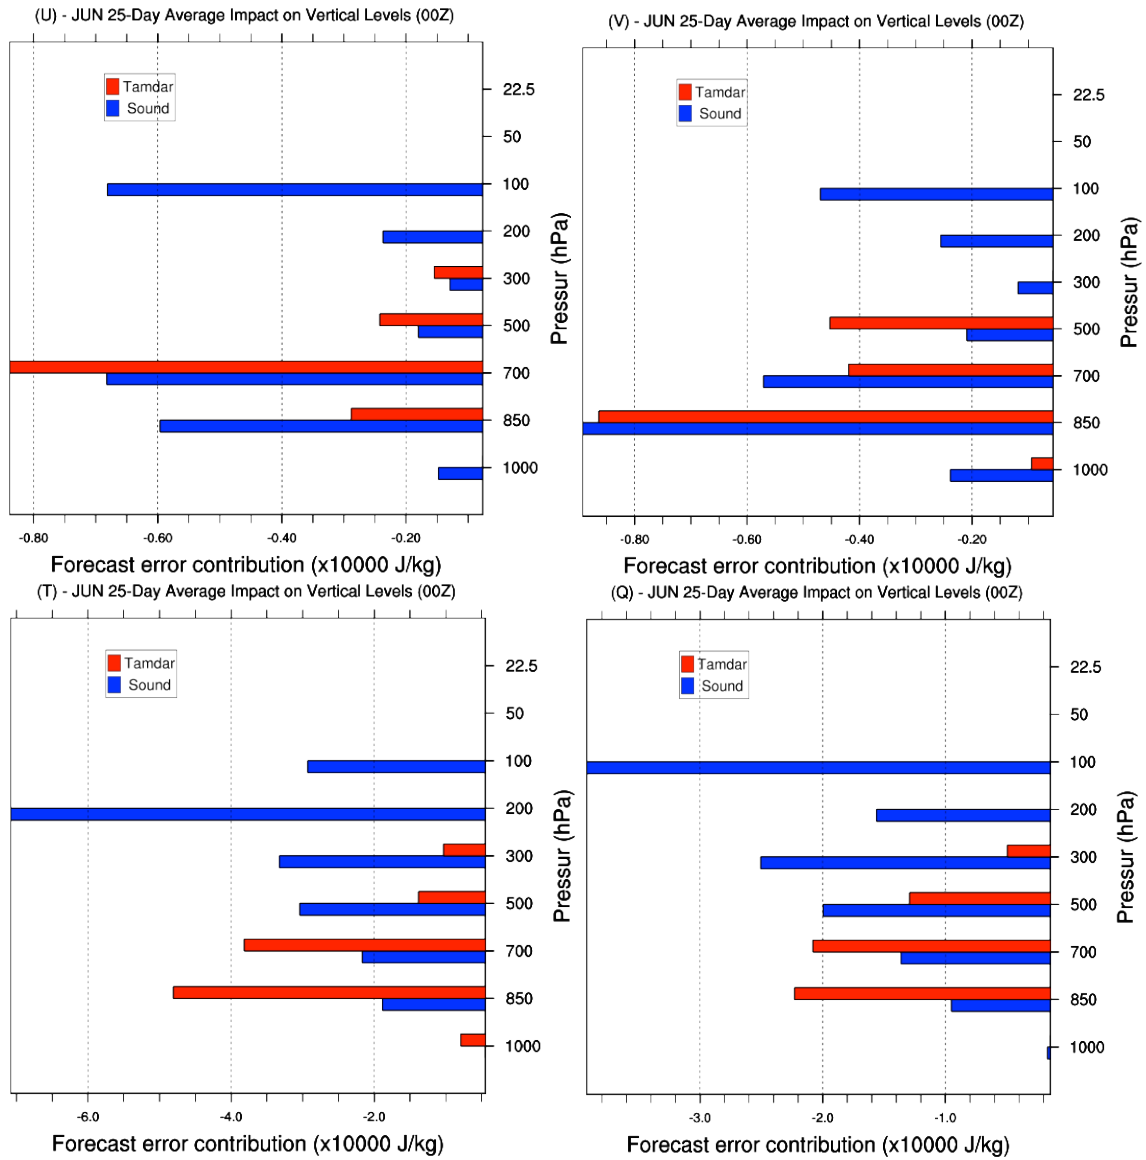 (U) - JUN 25-Day Average Impact on Vertical Levels (00Z)
Tamdar
Sound
22.5
50
100
200
300
500
700
850
1000
Pressur (hPa)
-0.80
-0.60
-0.40
-0.20
Forecast error contribution (x10000 J/kg)
(V) - JUN 25-Day Average Impact on Vertical Levels (00Z)
Tamdar
Sound
22.5
50
100
200
300
500
700
850
1000
Pressur (hPa)
-0.80
-0.60
-0.40
-0.20
Forecast error contribution (x10000 J/kg)
(T) - JUN 25-Day Average Impact on Vertical Levels (00Z)
Tamdar
Sound
22.5
50
100
200
300
500
700
850
1000
Pressur (hPa)
-6.0
-4.0
-2.0
Forecast error contribution (x10000 J/kg)
(Q) - JUN 25-Day Average Impact on Vertical Levels (00Z)
Tamdar
Sound
22.5
50
100
200
300
500
700
850
1000
Pressur (hPa)
-3.0
-2.0
-1.0
Forecast error contribution (x10000 J/kg)